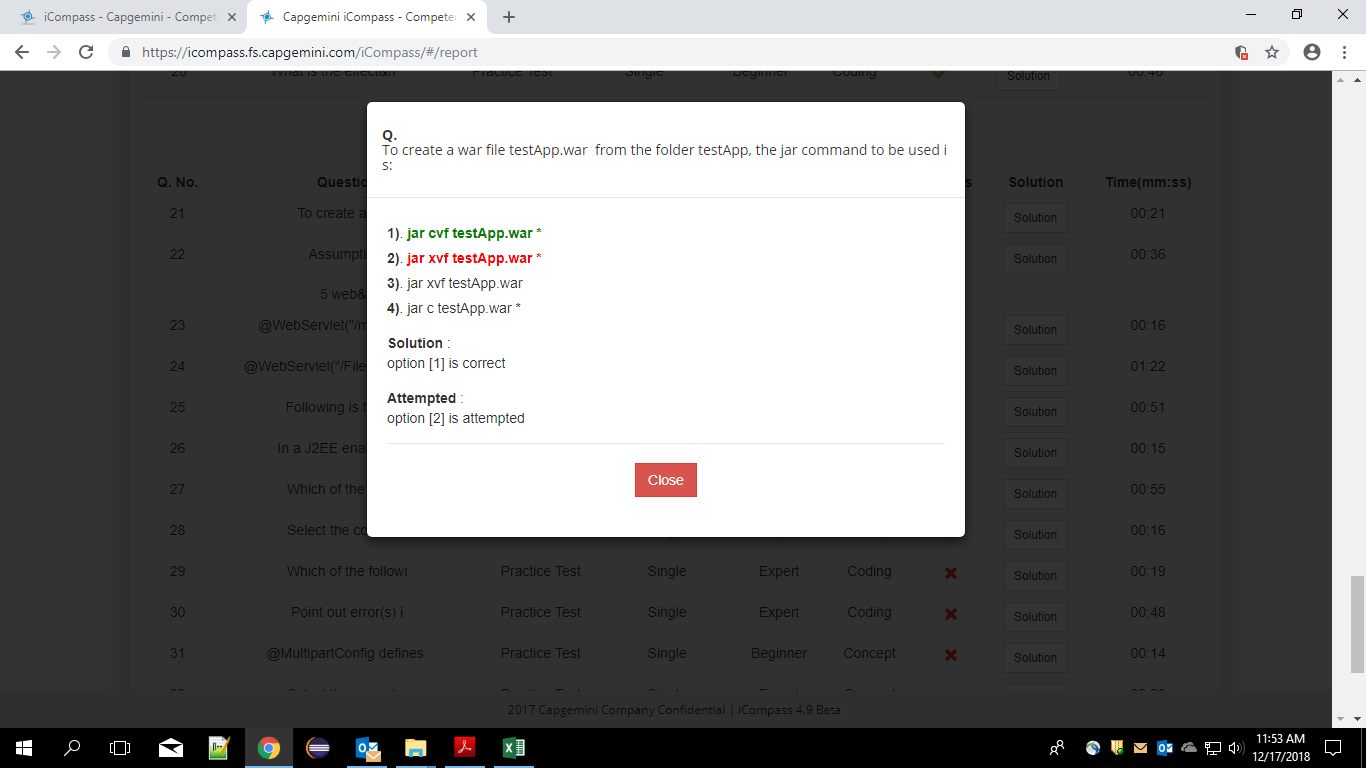 iCompass - Capgemini - Compet
Capgemini iCompass - Competen
https://icompass.fs.capgemini.com/iCompass/#/report
20 What is the effect&n Practice Test Single Beginner Coding Solution 00:46
Q.
To create a war file testApp.war from the folder testApp, the jar command to be used i
s:
Q. No. Questio s Solution Time(mm:ss)
21 To create a Solution 00:21
22 Assumpti Solution 00:36
5 web&
23 @WebServlet("/m Solution 00:16
24 @WebServlet("/File Solution 01:22
25 Following is t Solution 00:51
26 In a J2EE ena Solution 00:15
27 Which of the Solution 00:55
28 Select the co Solution 00:16
1). jar cvf testApp.war *
2). jar xvf testApp.war *
3). jar xvf testApp.war
4). jar c testApp.war *
Solution :
option [1] is correct
Attempted :
option [2] is attempted
Close
29 Which of the followi Practice Test Single Expert Coding Solution 00:19
30 Point out error(s) i Practice Test Single Expert Coding Solution 00:48
31 @MultipartConfig defines Practice Test Single Beginner Concept Solution 00:14
2017 Capgemini Company Confidential | iCompass 4.9 Beta
11:53 AM
12/17/2018